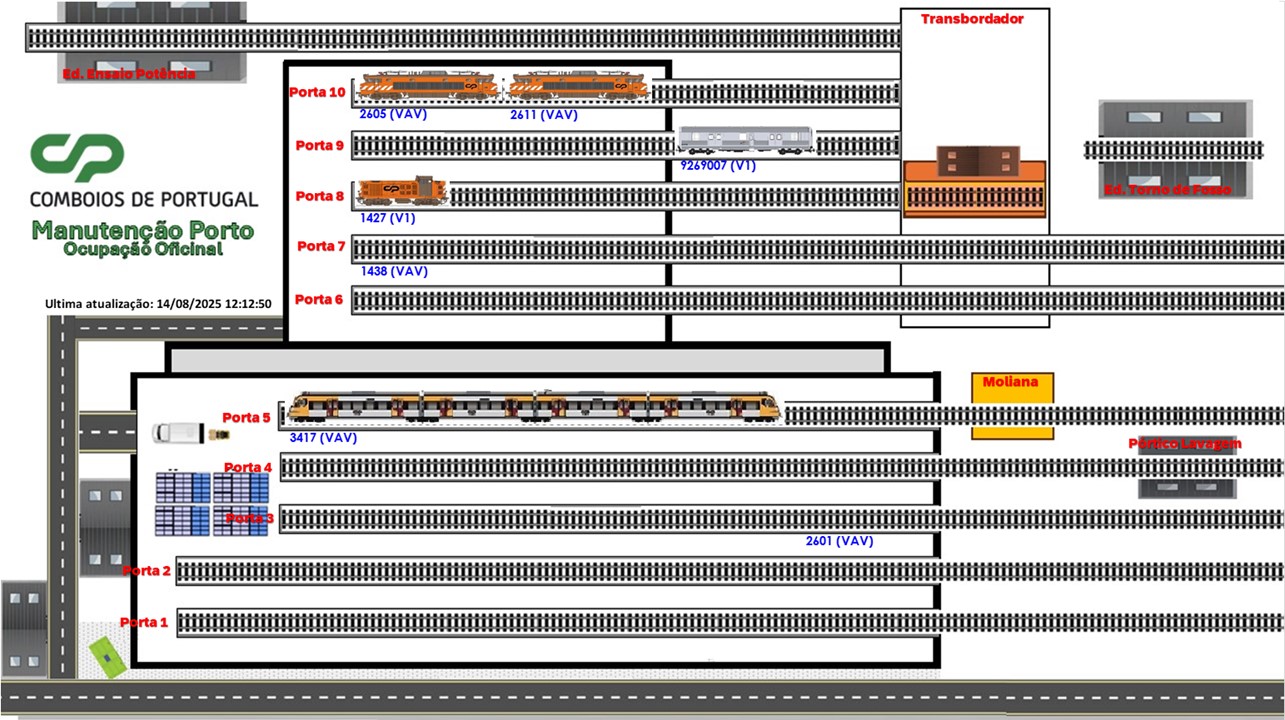 Transbordador
Ed. Ensaio Potência
Porta 10
2605 (VAV)
2611 (VAV)
Porta 9
9269007 (V1)
CP
COMBOIOS DE PORTUGAL
Manutenção Porto
Ocupação Oficinal
Porta 8
1427 (V1)
Ed. Torno de Fosso
Porta 7
1438 (VAV)
Porta 6
Ultima atualização: 14/08/2025 12:12:50
Moliana
Porta 5
3417 (VAV)
Pórtico Lavagem
Porta 4
Porta 3
2601 (VAV)
Porta 2
Porta 1